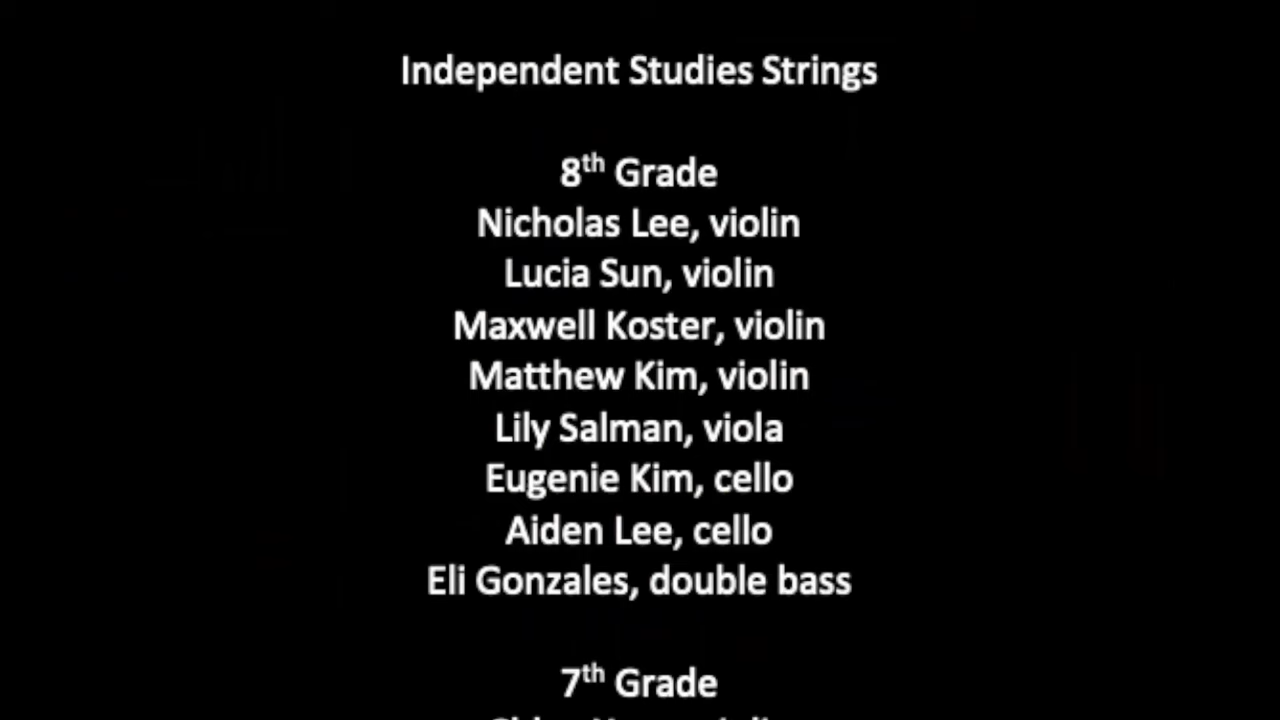 Independent Studies Strings
8th Grade
Nicholas Lee, violin
Lucia Sun, violin
Maxwell Koster, violin
Matthew Kim, violin
Lily Salman, viola
Eugenie Kim, cello
Aiden Lee, cello
Eli Gonzales, double bass
7th Grade